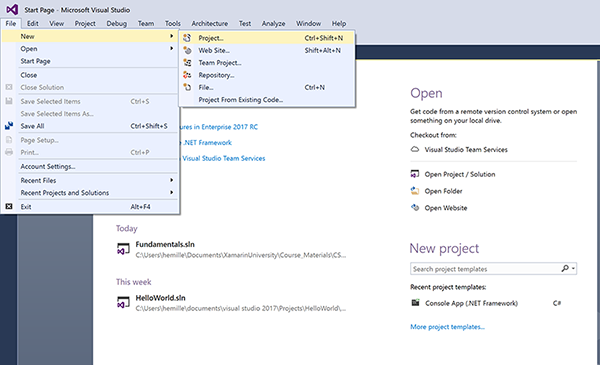 Start Page - Microsoft Visual Studio
File Edit View Project Debug Team Tools Architecture Test Analyze Window Help
New
Open
Start Page
Close
Close Solution
Save Selected Items Ctrl+S
Save Selected Items As...
Save All Ctrl+Shift+S
Page Setup...
Print... Ctrl+P
Account Settings...
Recent Files
Recent Projects and Solutions
Exit Alt+F4
Project... Ctrl+Shift+N
Web Site... Shift+Alt+N
Team Project...
Repository...
File... Ctrl+N
Project From Existing Code...
ures in Enterprise 2017 RC
.NET Framework
Visual Studio Team Services
Today
Fundamentals.sln
C:\Users\hemille\Documents\XamarinUniversity\Course_Materials\CS...
This week
HelloWorld.sln
C:\Users\hemille\documents\visual studio 2017\Projects\HelloWorld\...
Open
Get code from a remote version control system or open
something on your local drive.
Checkout from:
Visual Studio Team Services
Open Project / Solution
Open Folder
Open Website
New project
Search project templates
Recent project templates:
Console App (.NET Framework) C#
More project templates...